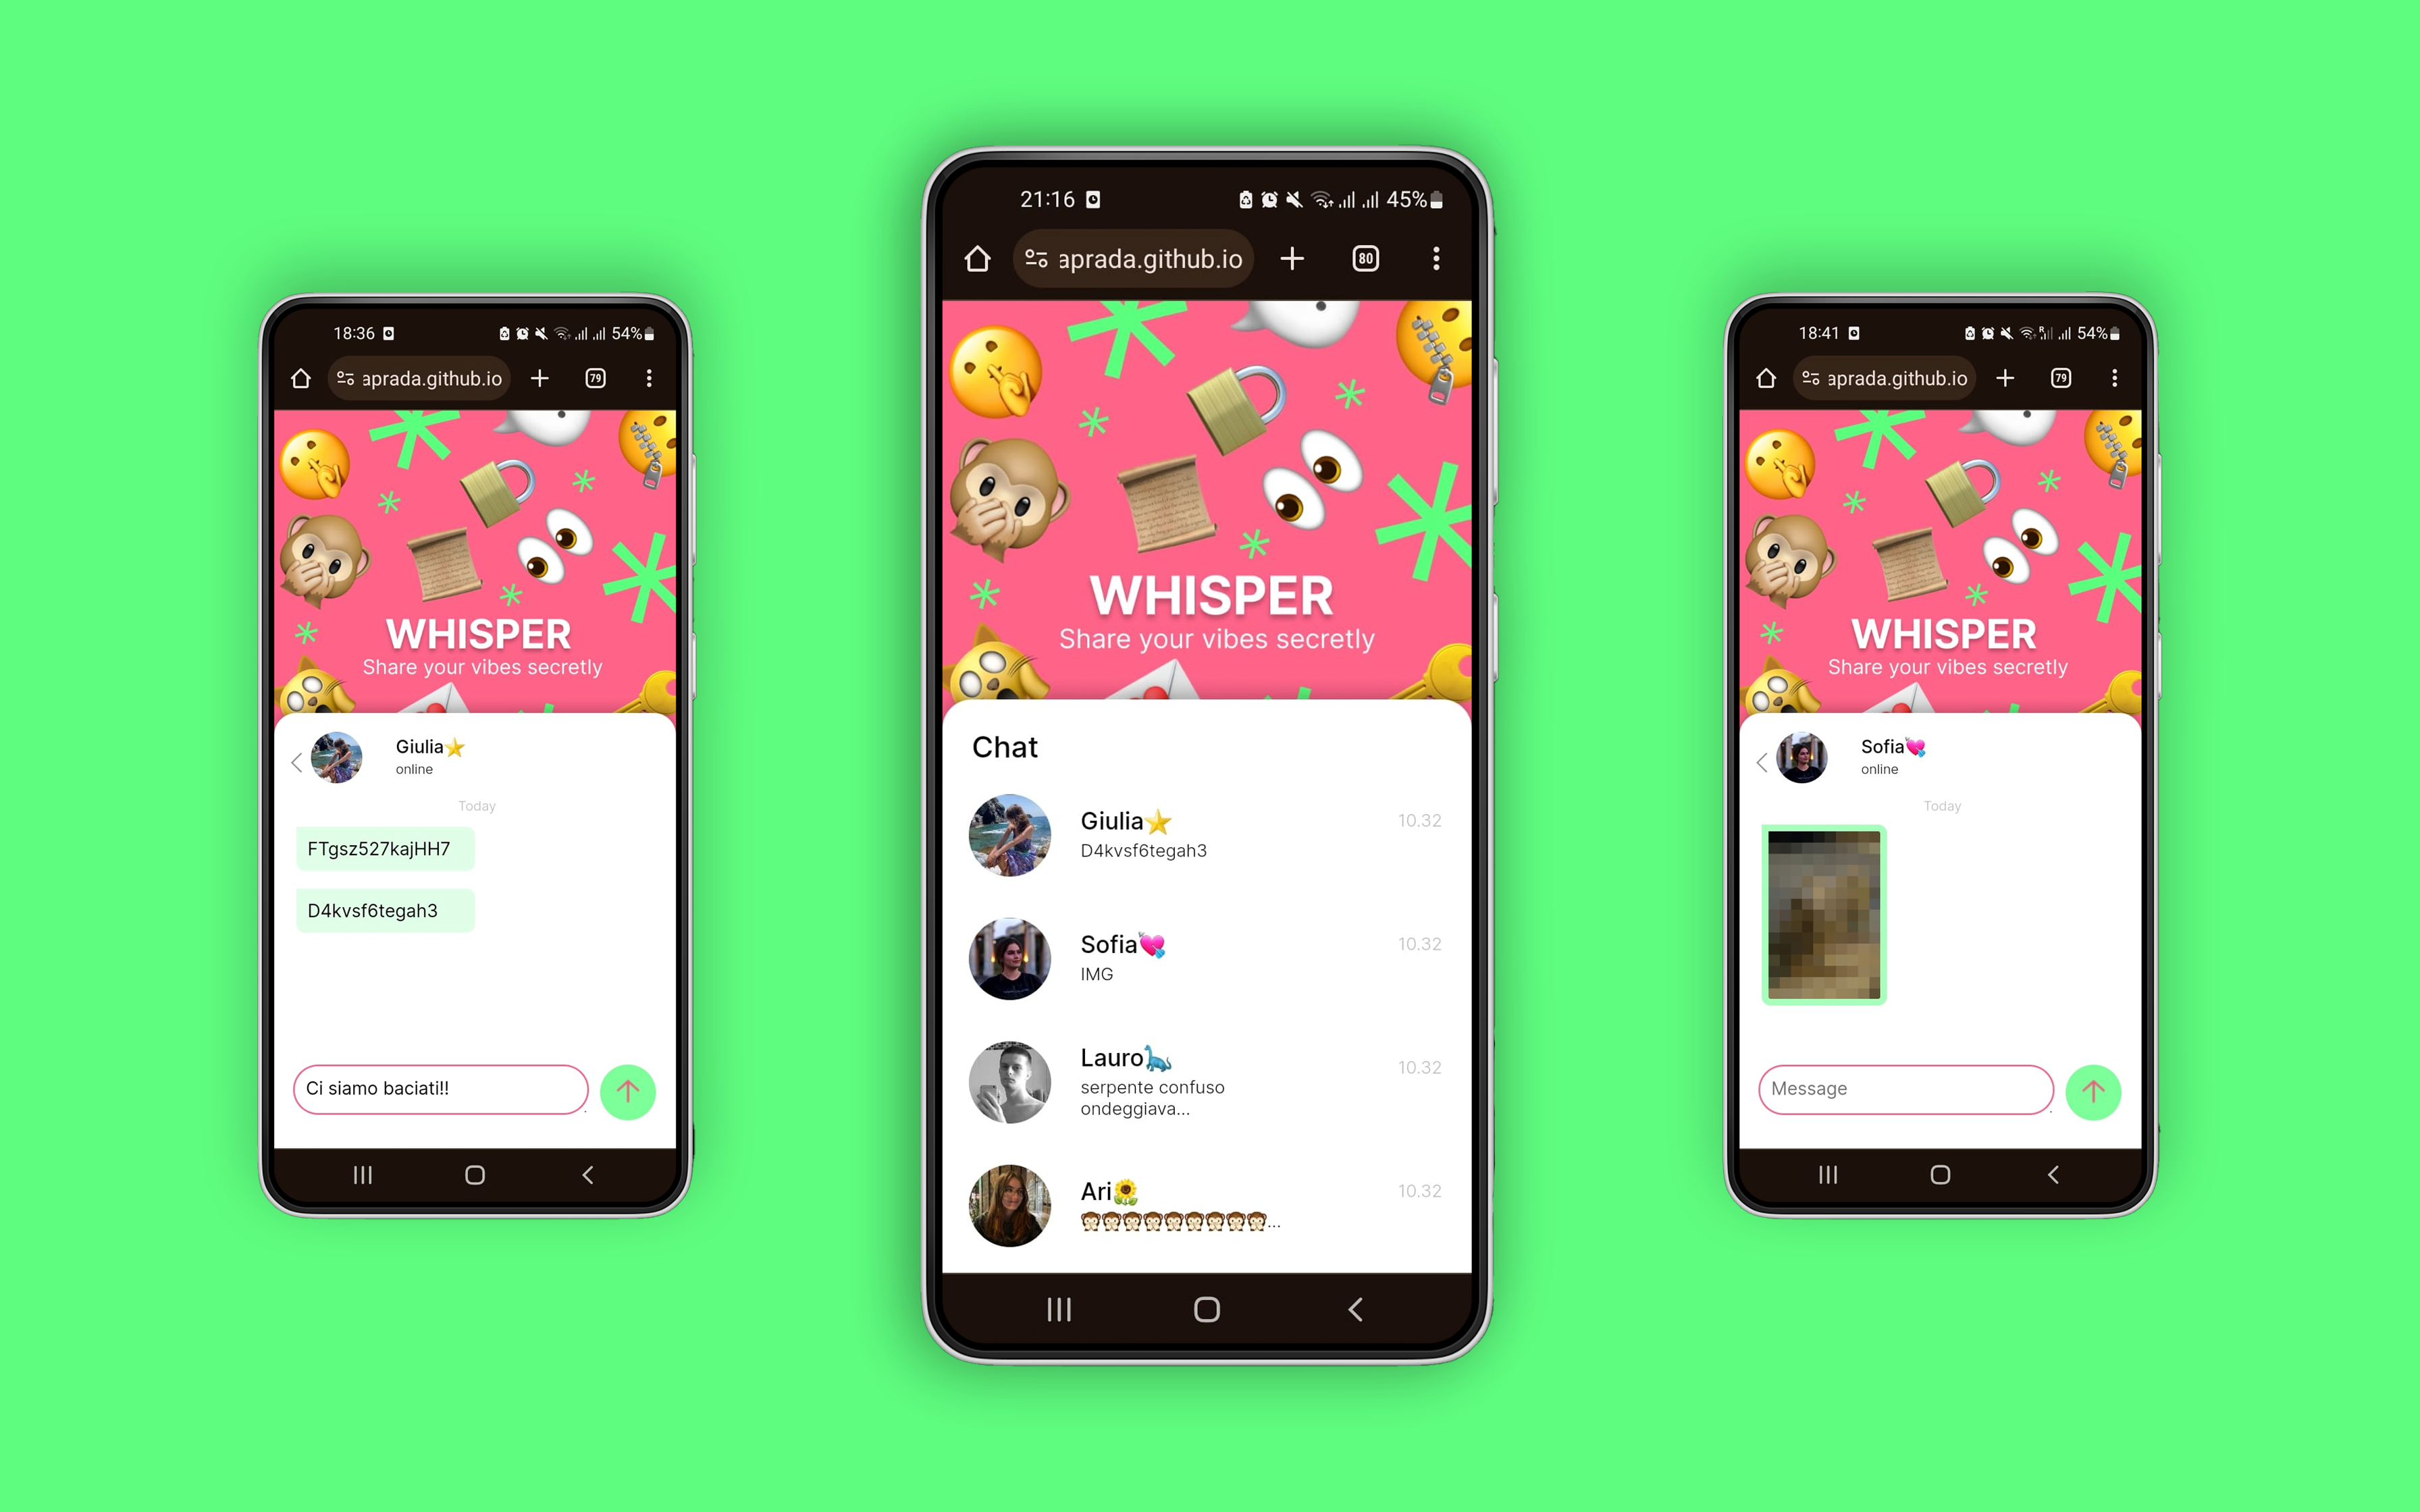 18:36
54%
aprada.github.io
79
WHISPER
Share your vibes secretly
Giulia⭐
online
Today
FTgsz527kajHH7
D4kvsf6tegah3
Ci siamo baciati!!
21:16
45%
aprada.github.io
80
WHISPER
Share your vibes secretly
Chat
Giulia⭐
10.32
D4kvsf6tegah3
Sofia💘
10.32
IMG
Lauro🦕
10.32
serpente confuso
ondeggiava...
Ari🌻
10.32
🙊🙊🙊🙊🙊🙊🙊🙊🙊...
18:41
R
54%
aprada.github.io
79
WHISPER
Share your vibes secretly
Sofia💘
online
Today
Message